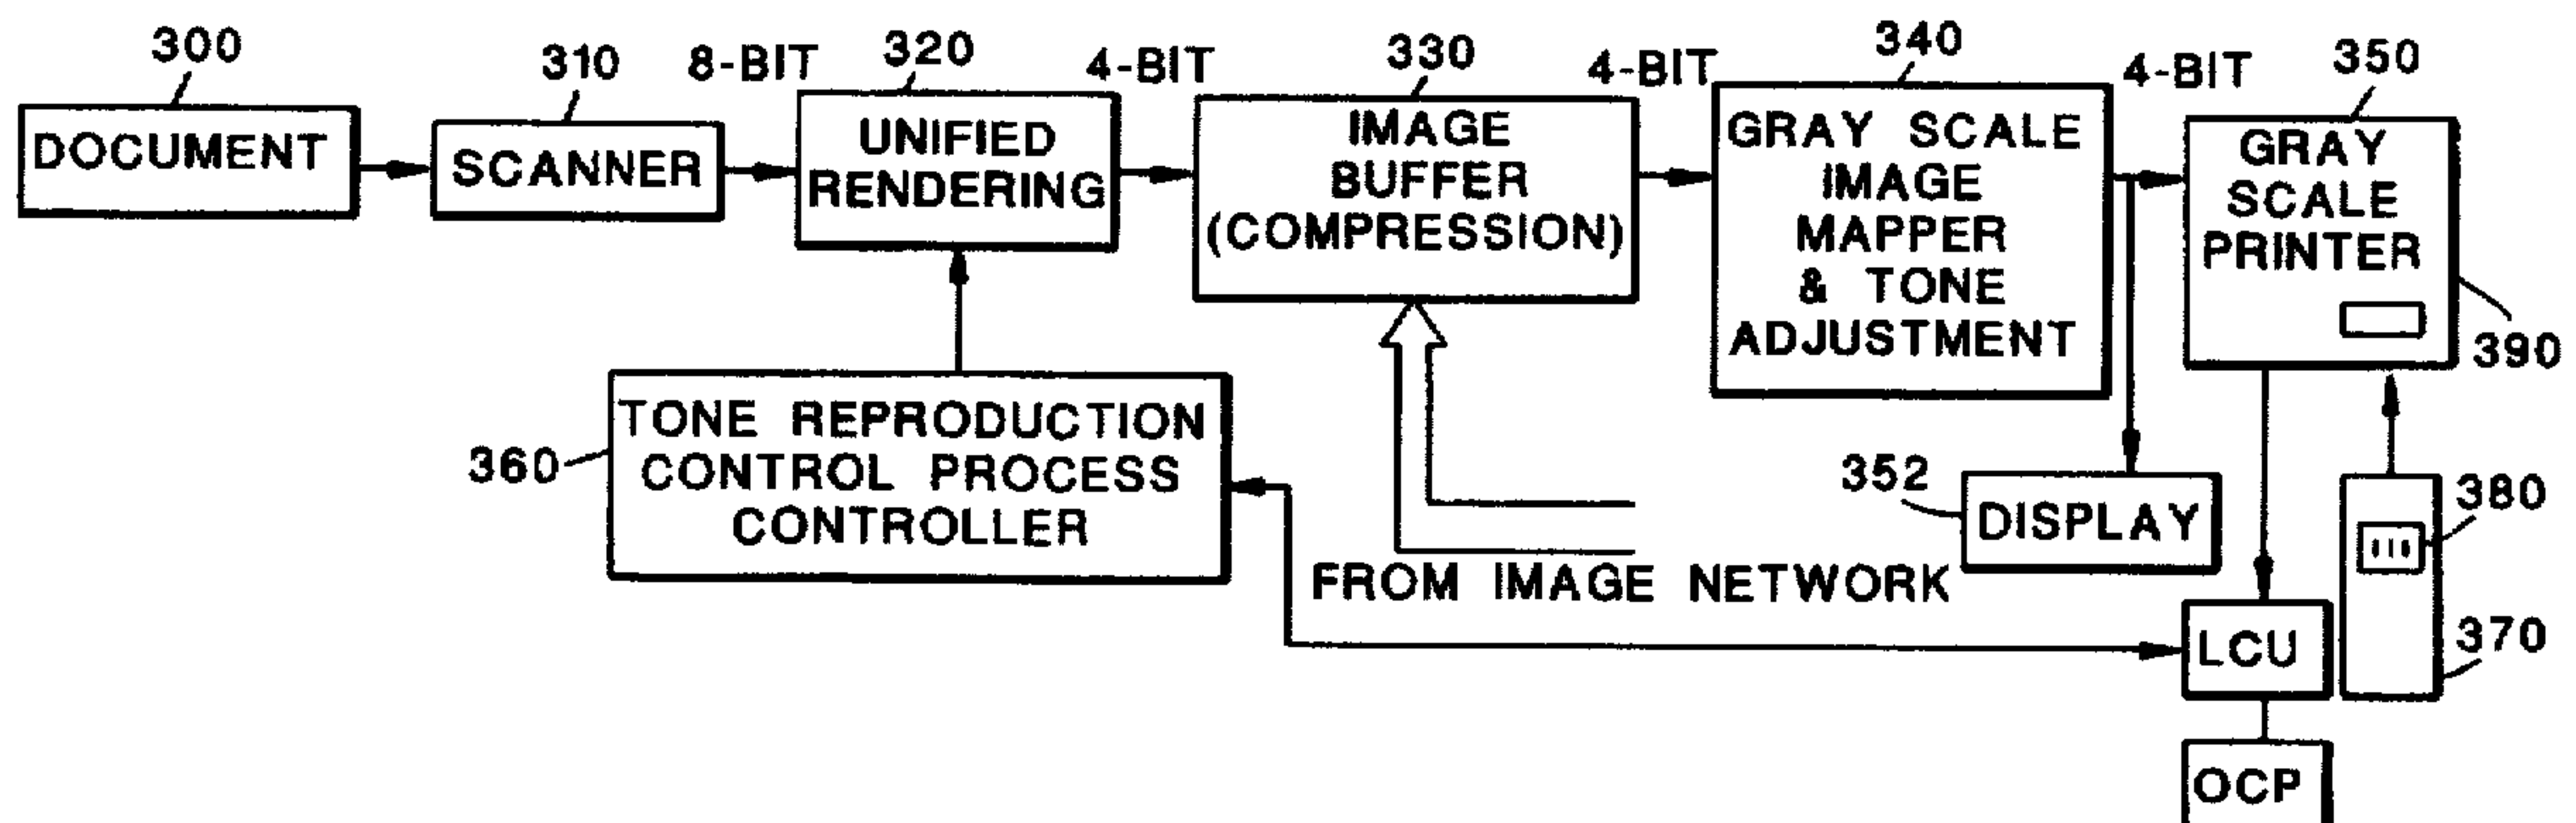 300
310
8-BIT
320
4-BIT
330
4-BIT
340
4-BIT
350
DOCUMENT
SCANNER
UNIFIED
RENDERING
IMAGE
BUFFER
(COMPRESSION)
GRAY SCALE
IMAGE
MAPPER
& TONE
ADJUSTMENT
GRAY
SCALE
PRINTER
390
360
TONE REPRODUCTION
CONTROL PROCESS
CONTROLLER
FROM IMAGE NETWORK
352
DISPLAY
380
370
LCU
OCP